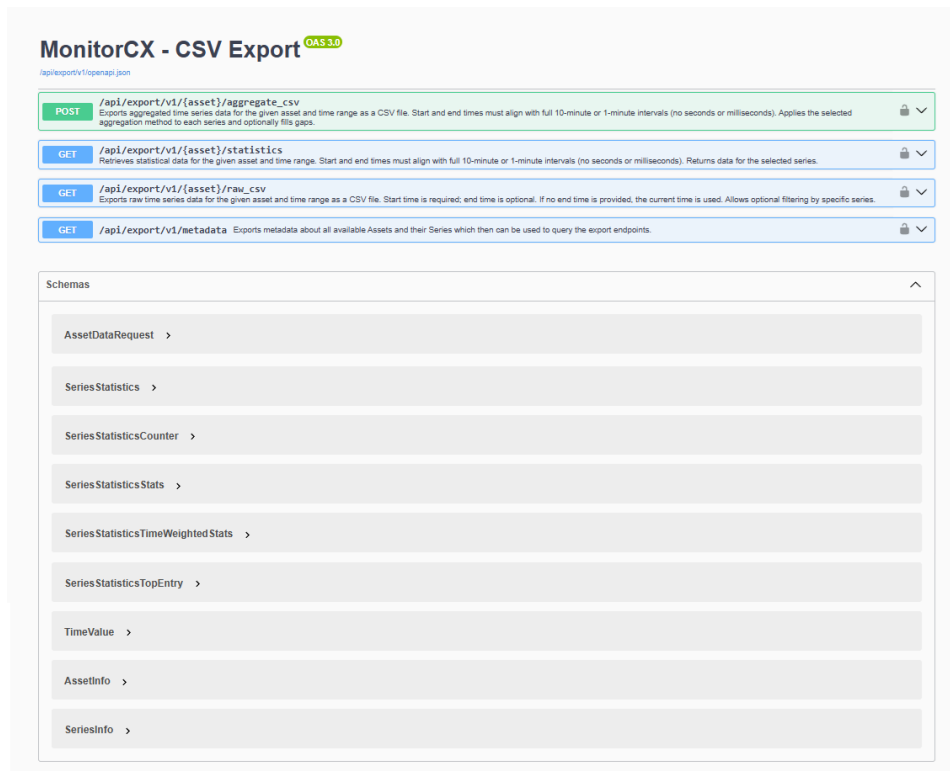 MonitorCX - CSV Export OAS 3.0
/api/export/v1/openapi.json
POST /api/export/v1/{asset}/aggregate_csv
Exports aggregated time series data for the given asset and time range as a CSV file. Start and end times must align with full 10-minute or 1-minute intervals (no seconds or milliseconds). Applies the selected
aggregation method to each series and optionally fills gaps.
GET /api/export/v1/{asset}/statistics
Retrieves statistical data for the given asset and time range. Start and end times must align with full 10-minute or 1-minute intervals (no seconds or milliseconds). Returns data for the selected series.
GET /api/export/v1/{asset}/raw_csv
Exports raw time series data for the given asset and time range as a CSV file. Start time is required; end time is optional. If no end time is provided, the current time is used. Allows optional filtering by specific series.
GET /api/export/v1/metadata Exports metadata about all available Assets and their Series which then can be used to query the export endpoints.
Schemas
AssetDataRequest
SeriesStatistics
SeriesStatisticsCounter
SeriesStatisticsStats
SeriesStatisticsTimeWeightedStats
SeriesStatisticsTopEntry
TimeValue
AssetInfo
SeriesInfo